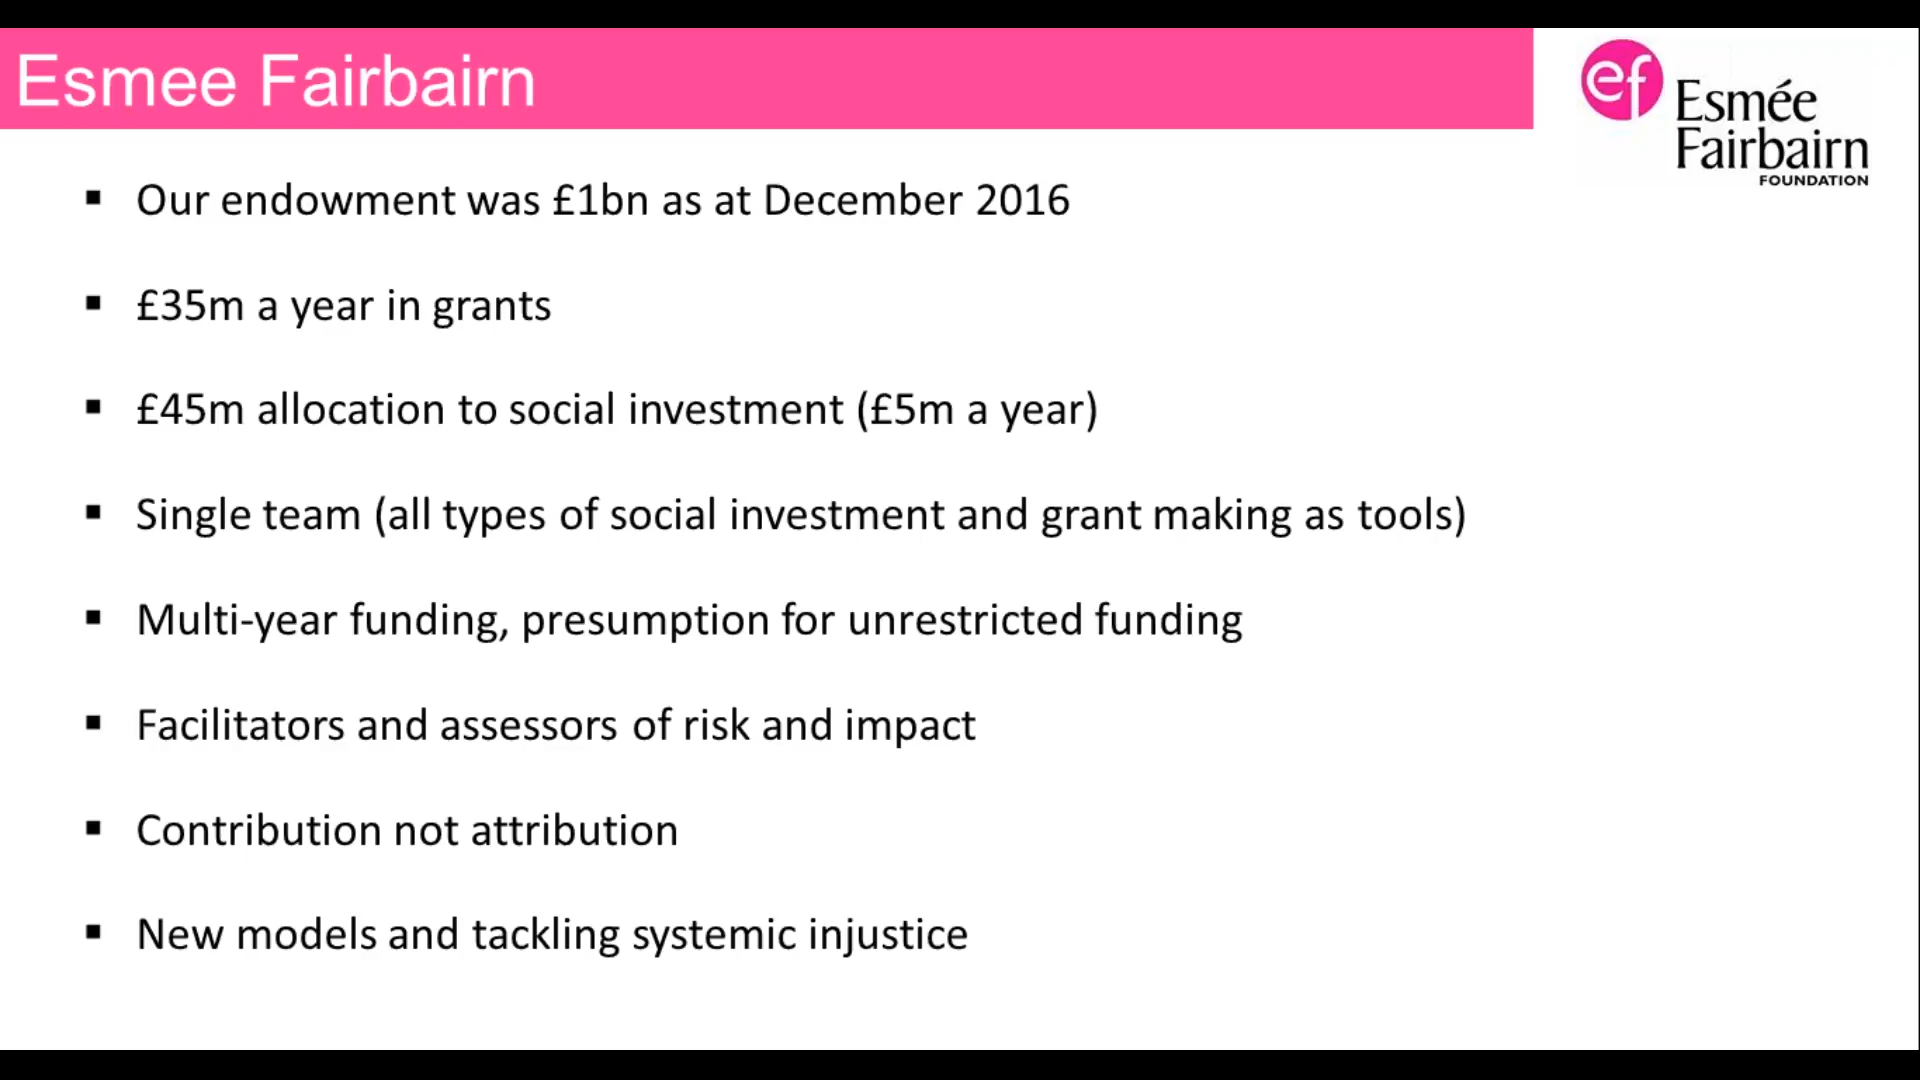 Esmee Fairbairn
ef
Esmée
Fairbairn
FOUNDATION
▪ Our endowment was £1bn as at December 2016
▪ £35m a year in grants
▪ £45m allocation to social investment (£5m a year)
▪ Single team (all types of social investment and grant making as tools)
▪ Multi-year funding, presumption for unrestricted funding
▪ Facilitators and assessors of risk and impact
▪ Contribution not attribution
▪ New models and tackling systemic injustice